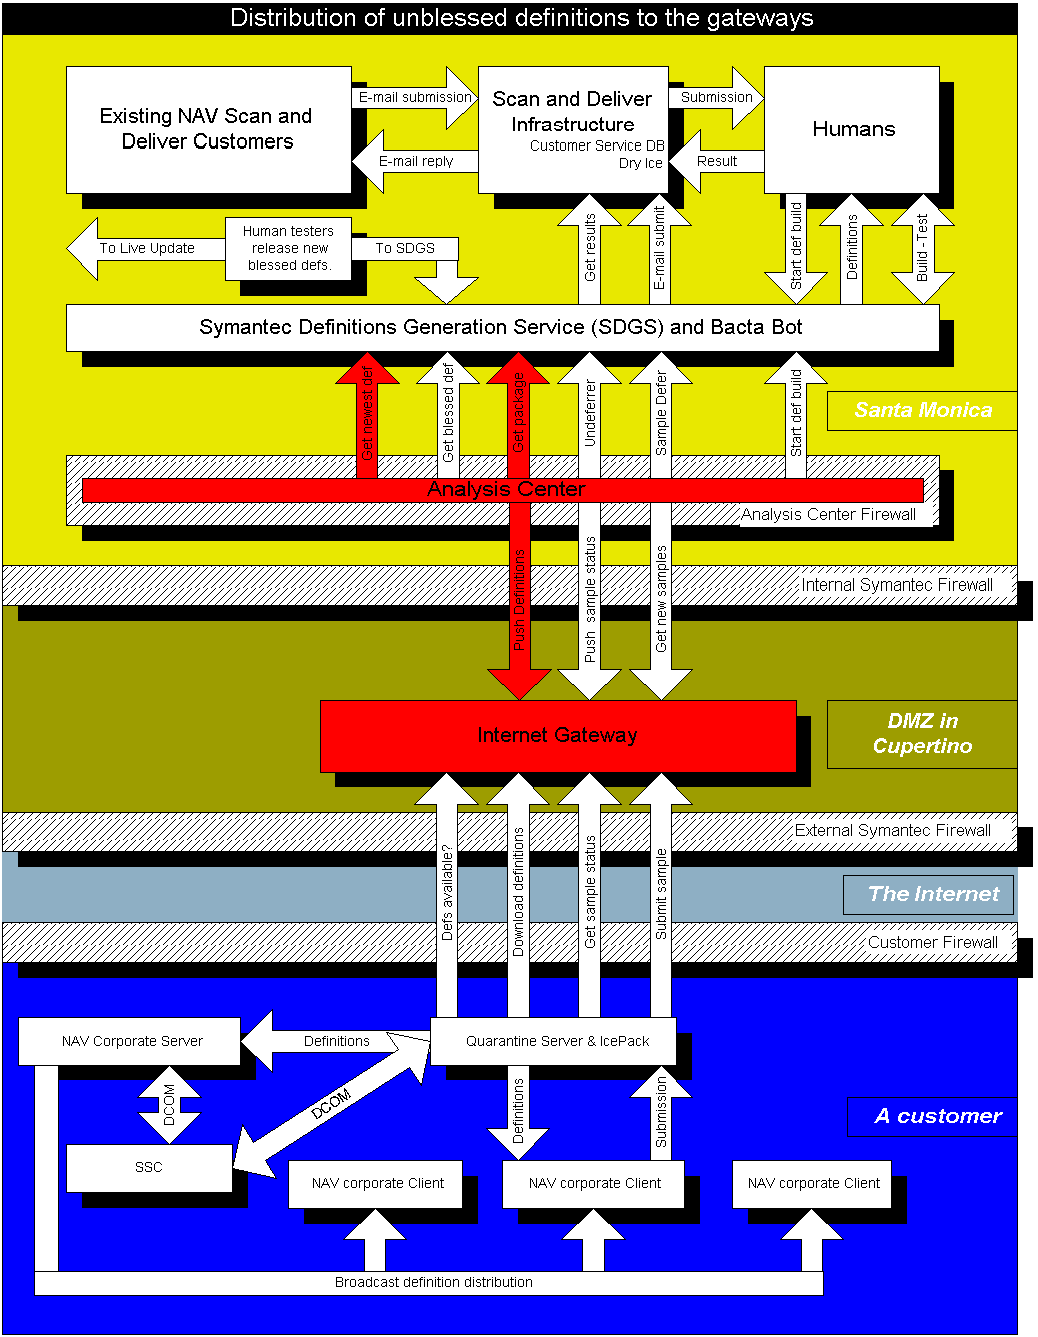 Distribution of unblessed definitions to the gateways
Existing NAV Scan and
Deliver Customers
E-mail submission
E-mail reply
Scan and Deliver
Infrastructure
Customer Service DB
Dry Ice
Submission
Result
Humans
To Live Update
Human testers
release new
blessed defs.
To SDGS
Get results
E-mail submit
Start def build
Definitions
Build -Test
Symantec Definitions Generation Service (SDGS) and Bacta Bot
Get newest def
Get blessed def
Get package
Undeferrer
Sample Defer
Start def build
Santa Monica
Analysis Center
Analysis Center Firewall
Internal Symantec Firewall
Push Definitions
Push sample status
Get new samples
Internet Gateway
DMZ in
Cupertino
External Symantec Firewall
Defs available?
Download definitions
Get sample status
Submit sample
The Internet
Customer Firewall
NAV Corporate Server
Definitions
Quarantine Server & IcePack
DCOM
DCOM
Definitions
Submission
A customer
SSC
NAV corporate Client
NAV corporate Client
NAV corporate Client
Broadcast definition distribution